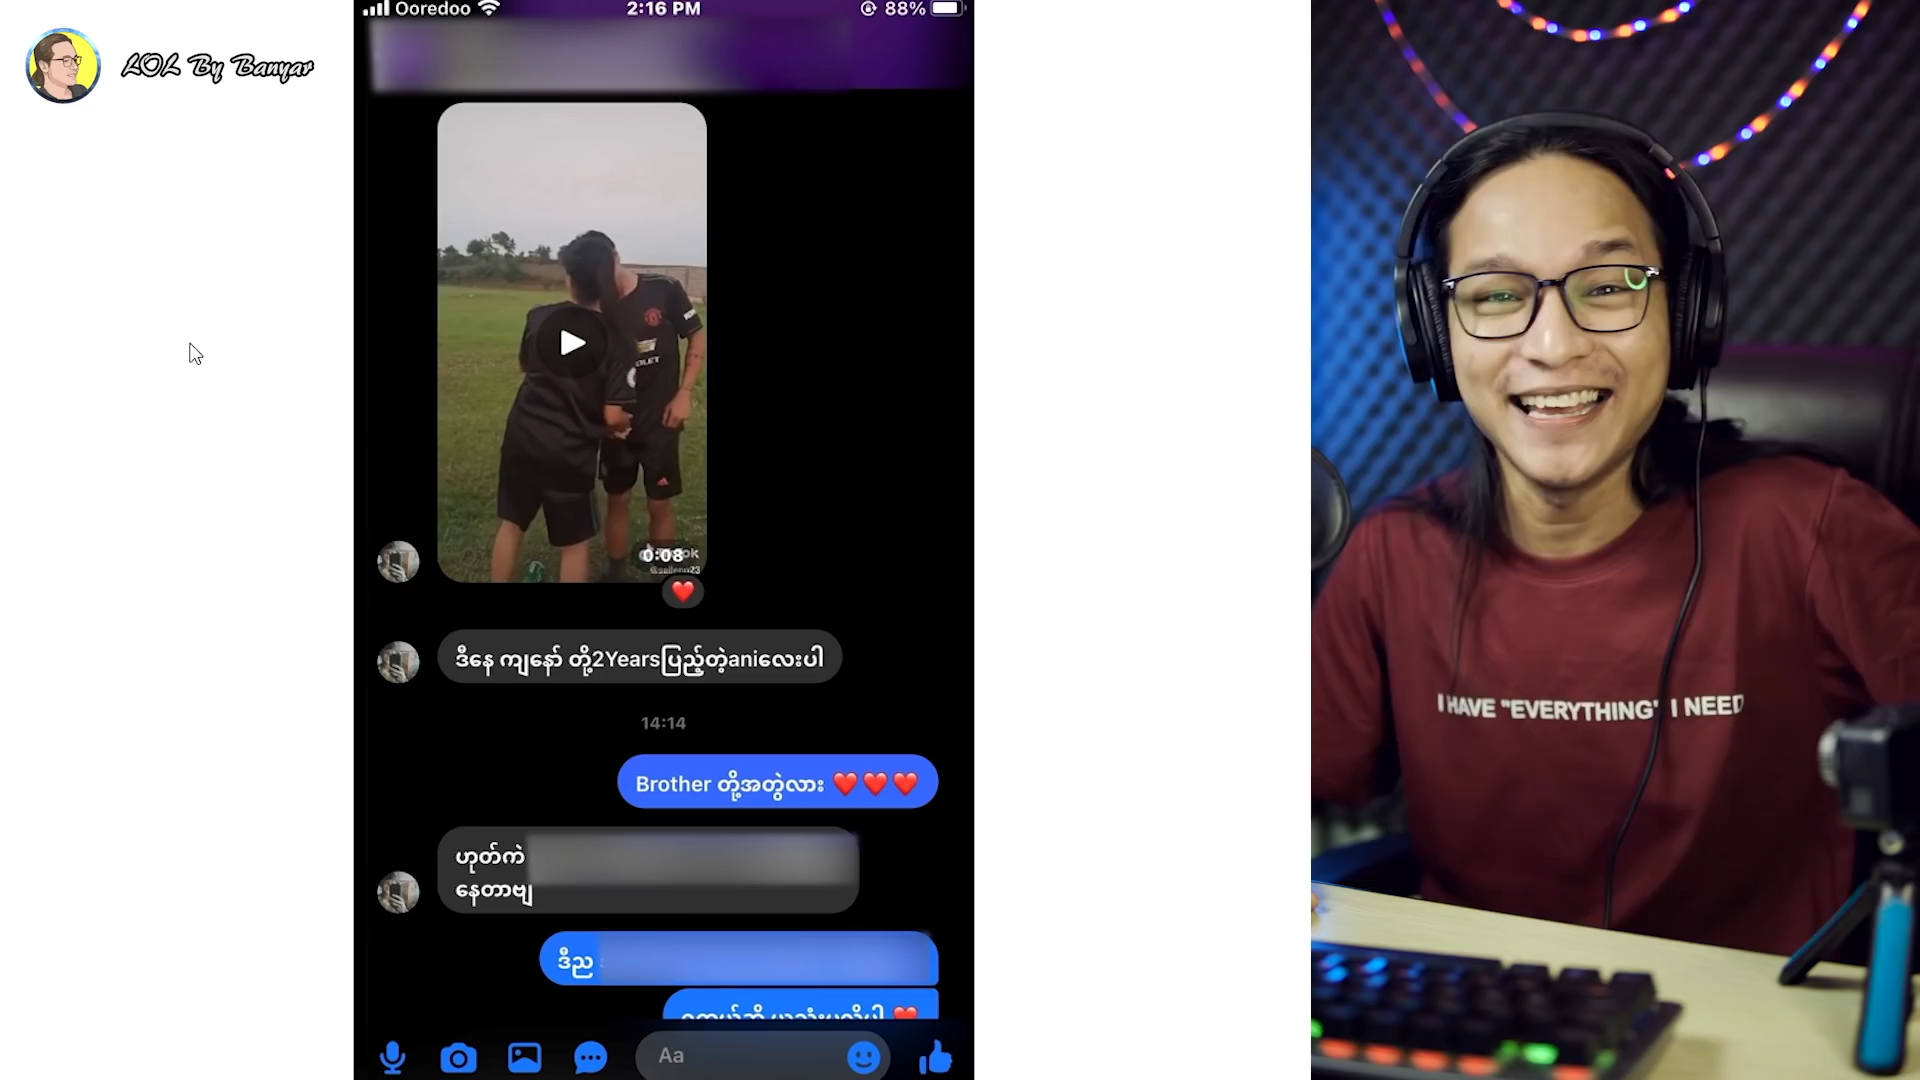 Ooredoo
2:16 PM
88%
LOL By Banyar
0:08
ဒီနေ ကျနော် တို့2Yearsပြည့်တဲ့aniလေးပါ
14:14
Brother တို့အတွဲလား ❤️❤️❤️
ဟုတ်ကဲ
နေတာဗျ
ဒီည
Aa
I HAVE "EVERYTHING" I NEED